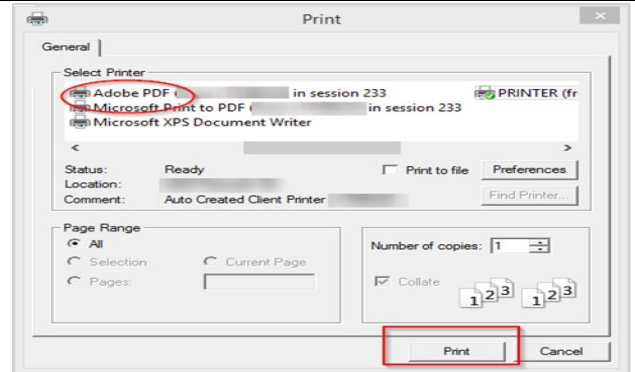 Print
General
Select Printer
Adobe PDF ( in session 233 PRINTER (fr
Microsoft Print to PDF ( in session 233
Microsoft XPS Document Writer
Status: Ready Print to file Preferences
Location:
Comment: Auto Created Client Printer Find Printer...
Page Range
All Number of copies: 1
Selection Current Page
Pages: Collate
1 2 3 1 2 3
Print Cancel